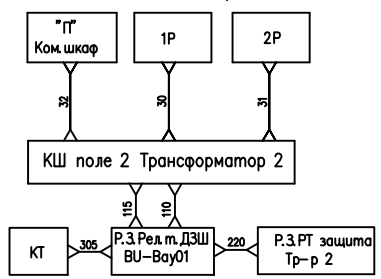 "П"
Ком. шкаф
1Р
2Р
32
30
31
КШ поле 2 Трансформатор 2
115
110
КТ
305
Р.З.Рел.т.ДЗШ
BU-Bay01
220
Р.З.РТ защита
Тр-р 2